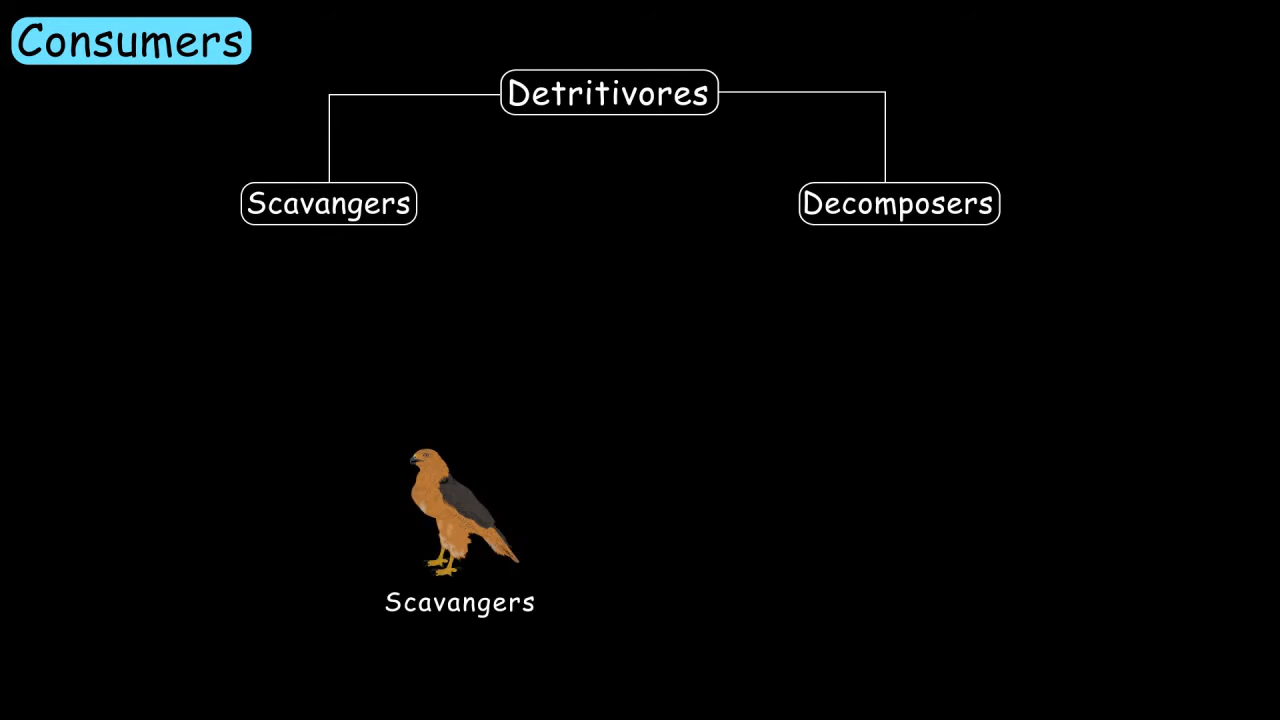 Consumers
Detritivores
Scavangers
Decomposers
Scavangers